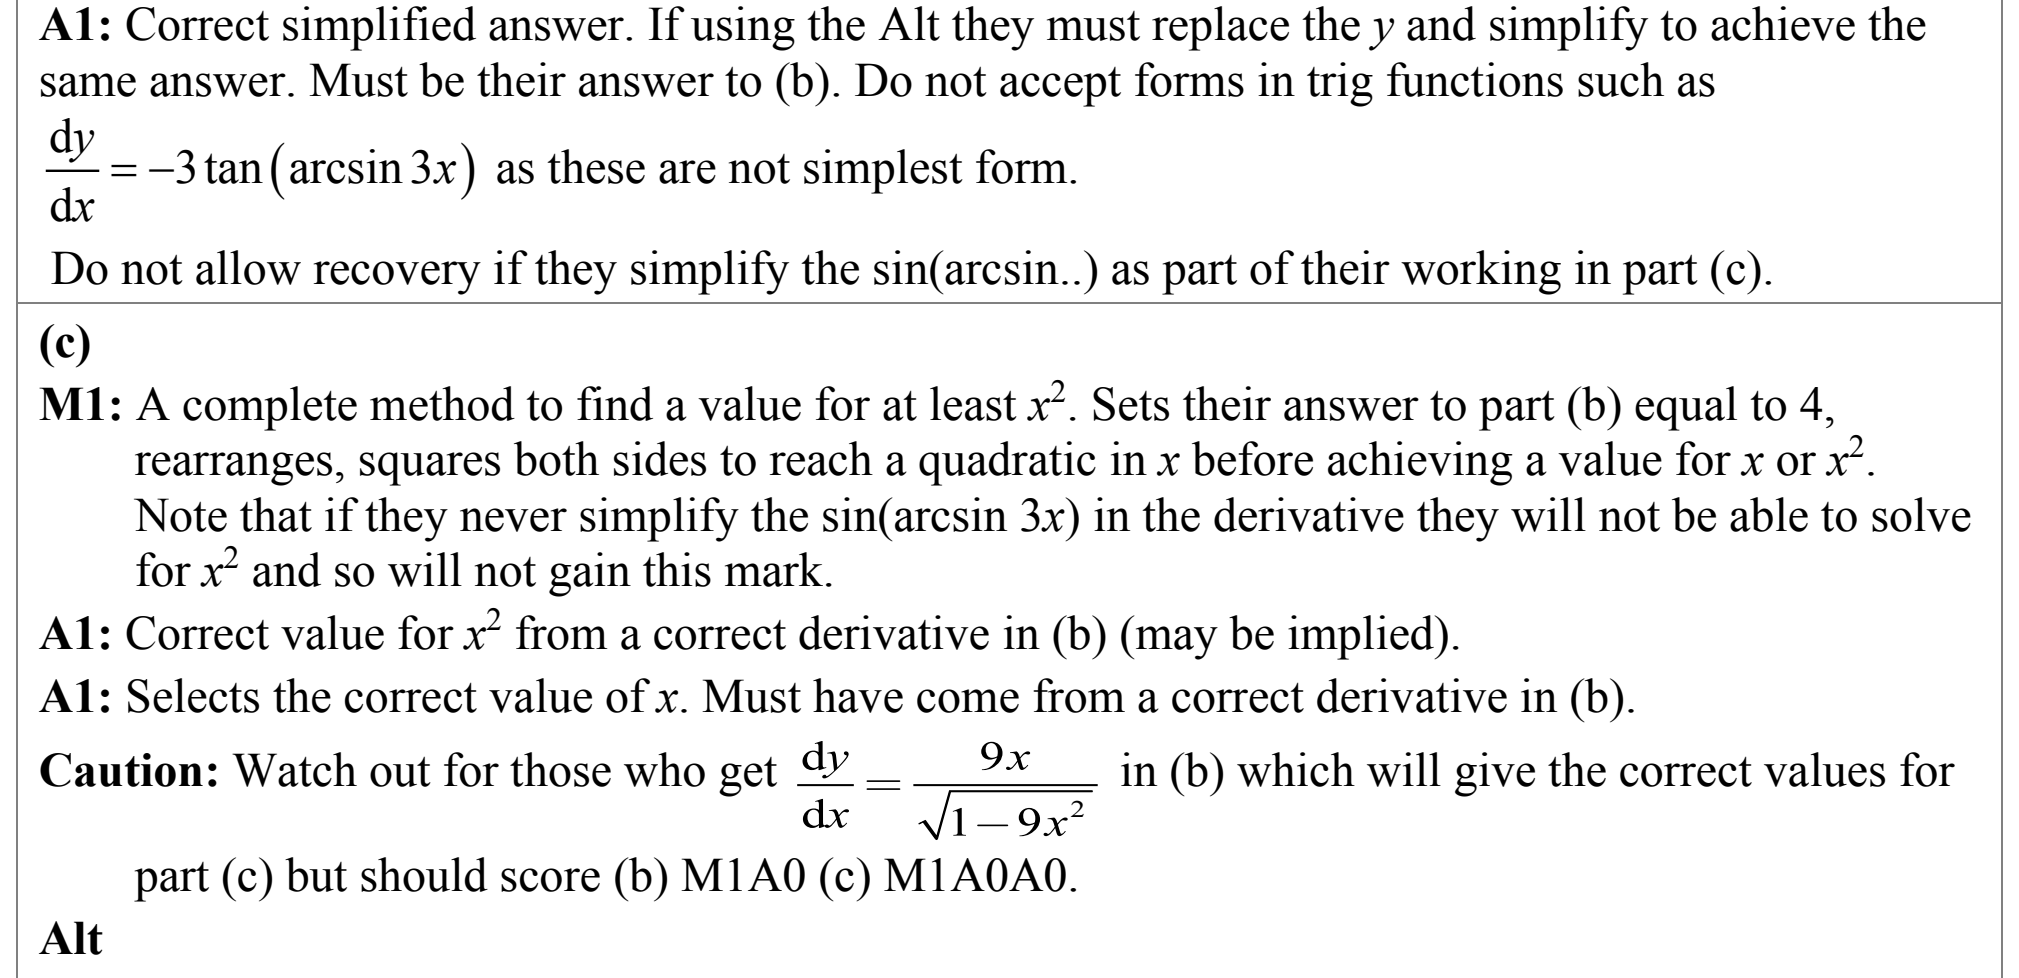 A1: Correct simplified answer. If using the Alt they must replace the y and simplify to achieve the
same answer. Must be their answer to (b). Do not accept forms in trig functions such as
dy/dx = −3 tan(arcsin 3x) as these are not simplest form.
Do not allow recovery if they simplify the sin(arcsin..) as part of their working in part (c).
(c)
M1: A complete method to find a value for at least x². Sets their answer to part (b) equal to 4,
rearranges, squares both sides to reach a quadratic in x before achieving a value for x or x².
Note that if they never simplify the sin(arcsin 3x) in the derivative they will not be able to solve
for x² and so will not gain this mark.
A1: Correct value for x² from a correct derivative in (b) (may be implied).
A1: Selects the correct value of x. Must have come from a correct derivative in (b).
Caution: Watch out for those who get dy/dx = 9x/√(1−9x²) in (b) which will give the correct values for
part (c) but should score (b) M1A0 (c) M1A0A0.
Alt